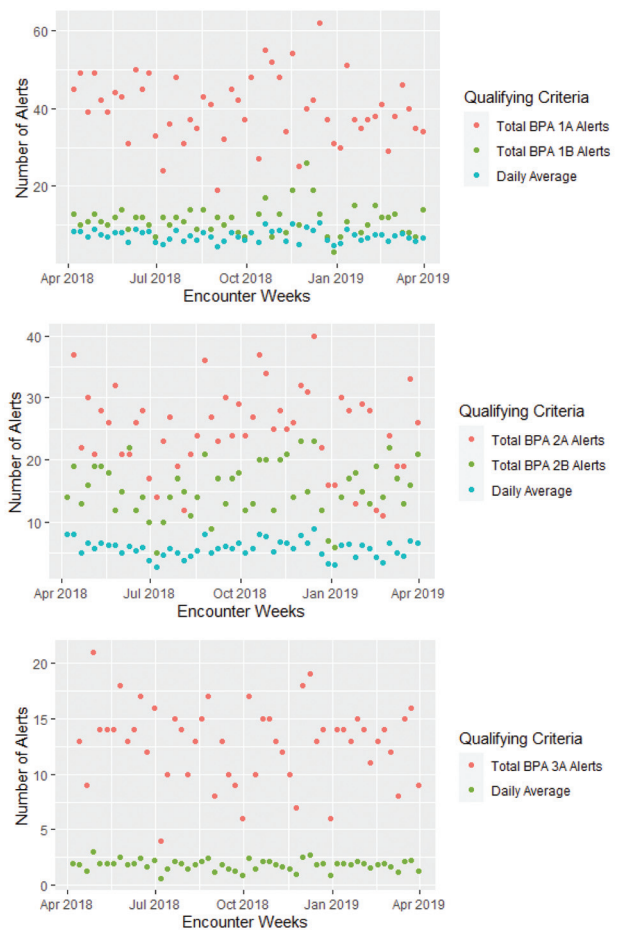 60
40
20
Number of Alerts
Apr 2018 Jul 2018 Oct 2018 Jan 2019 Apr 2019
Encounter Weeks
Qualifying Criteria
Total BPA 1A Alerts
Total BPA 1B Alerts
Daily Average
40
30
20
10
Number of Alerts
Apr 2018 Jul 2018 Oct 2018 Jan 2019 Apr 2019
Encounter Weeks
Qualifying Criteria
Total BPA 2A Alerts
Total BPA 2B Alerts
Daily Average
20
15
10
5
0
Number of Alerts
Apr 2018 Jul 2018 Oct 2018 Jan 2019 Apr 2019
Encounter Weeks
Qualifying Criteria
Total BPA 3A Alerts
Daily Average